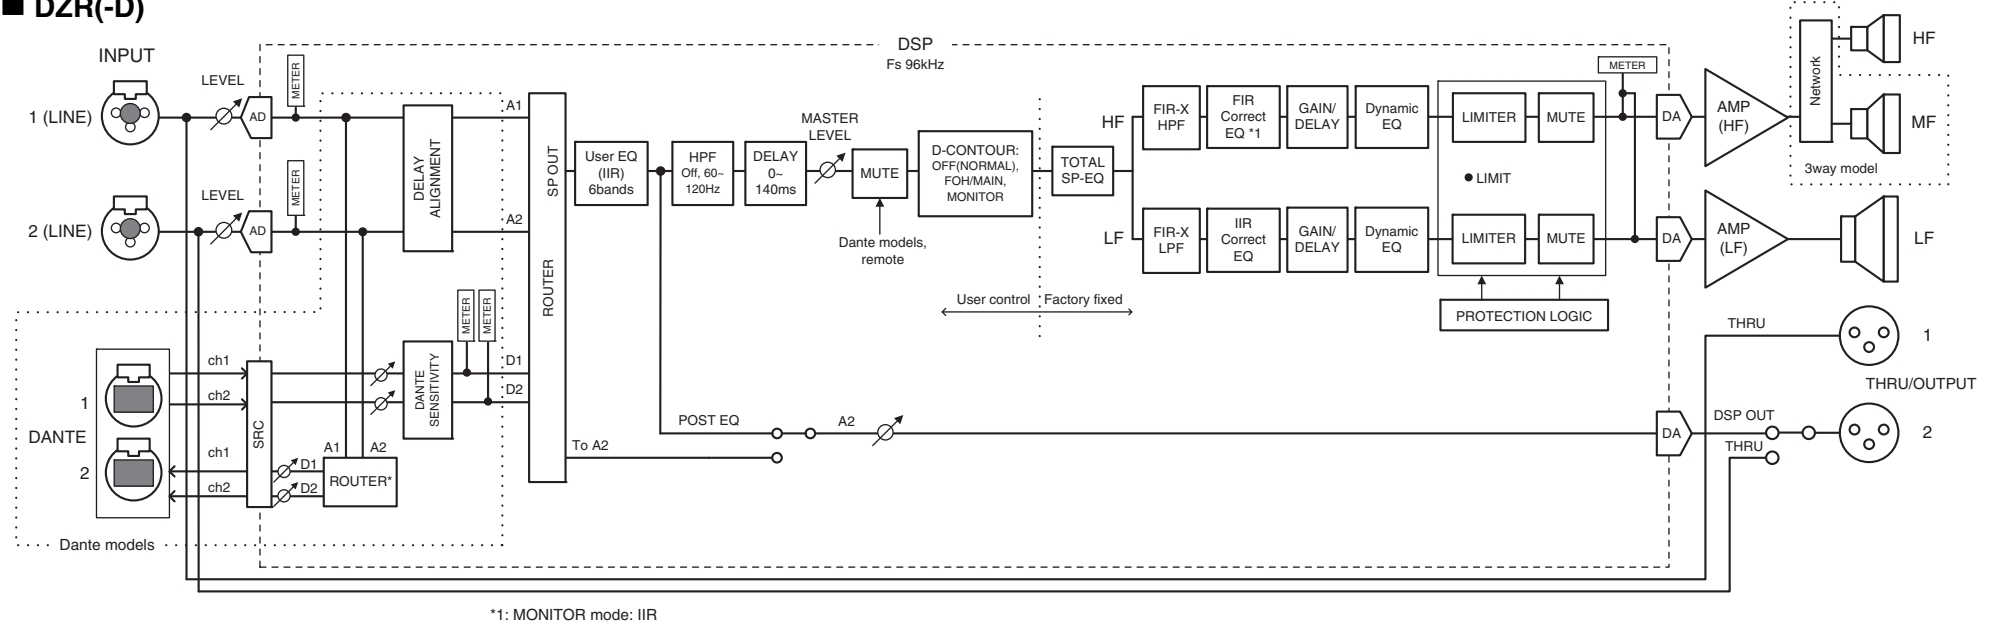 ■ DZR(-D)
INPUT
1 (LINE)
LEVEL
AD
METER
2 (LINE)
LEVEL
AD
METER
DELAY
ALIGNMENT
A1
A2
DSP
Fs 96kHz
SP OUT
ROUTER
User EQ
(IIR)
6bands
HPF
Off, 60~
120Hz
DELAY
0~
140ms
MASTER
LEVEL
MUTE
Dante models,
remote
D-CONTOUR:
OFF(NORMAL),
FOH/MAIN,
MONITOR
TOTAL
SP-EQ
User control
Factory fixed
HF
FIR-X
HPF
FIR
Correct
EQ *1
GAIN/
DELAY
Dynamic
EQ
LIMITER
MUTE
● LIMIT
METER
DA
AMP
(HF)
Network
HF
MF
3way model
LF
FIR-X
LPF
IIR
Correct
EQ
GAIN/
DELAY
Dynamic
EQ
LIMITER
MUTE
DA
AMP
(LF)
LF
PROTECTION LOGIC
DANTE
1
2
ch1
ch2
ch1
ch2
SRC
DANTE
SENSITIVITY
METER
METER
D1
D2
A1
A2
D1
D2
ROUTER*
Dante models
POST EQ
A2
To A2
DA
THRU
1
THRU/OUTPUT
DSP OUT
THRU
2
*1: MONITOR mode: IIR